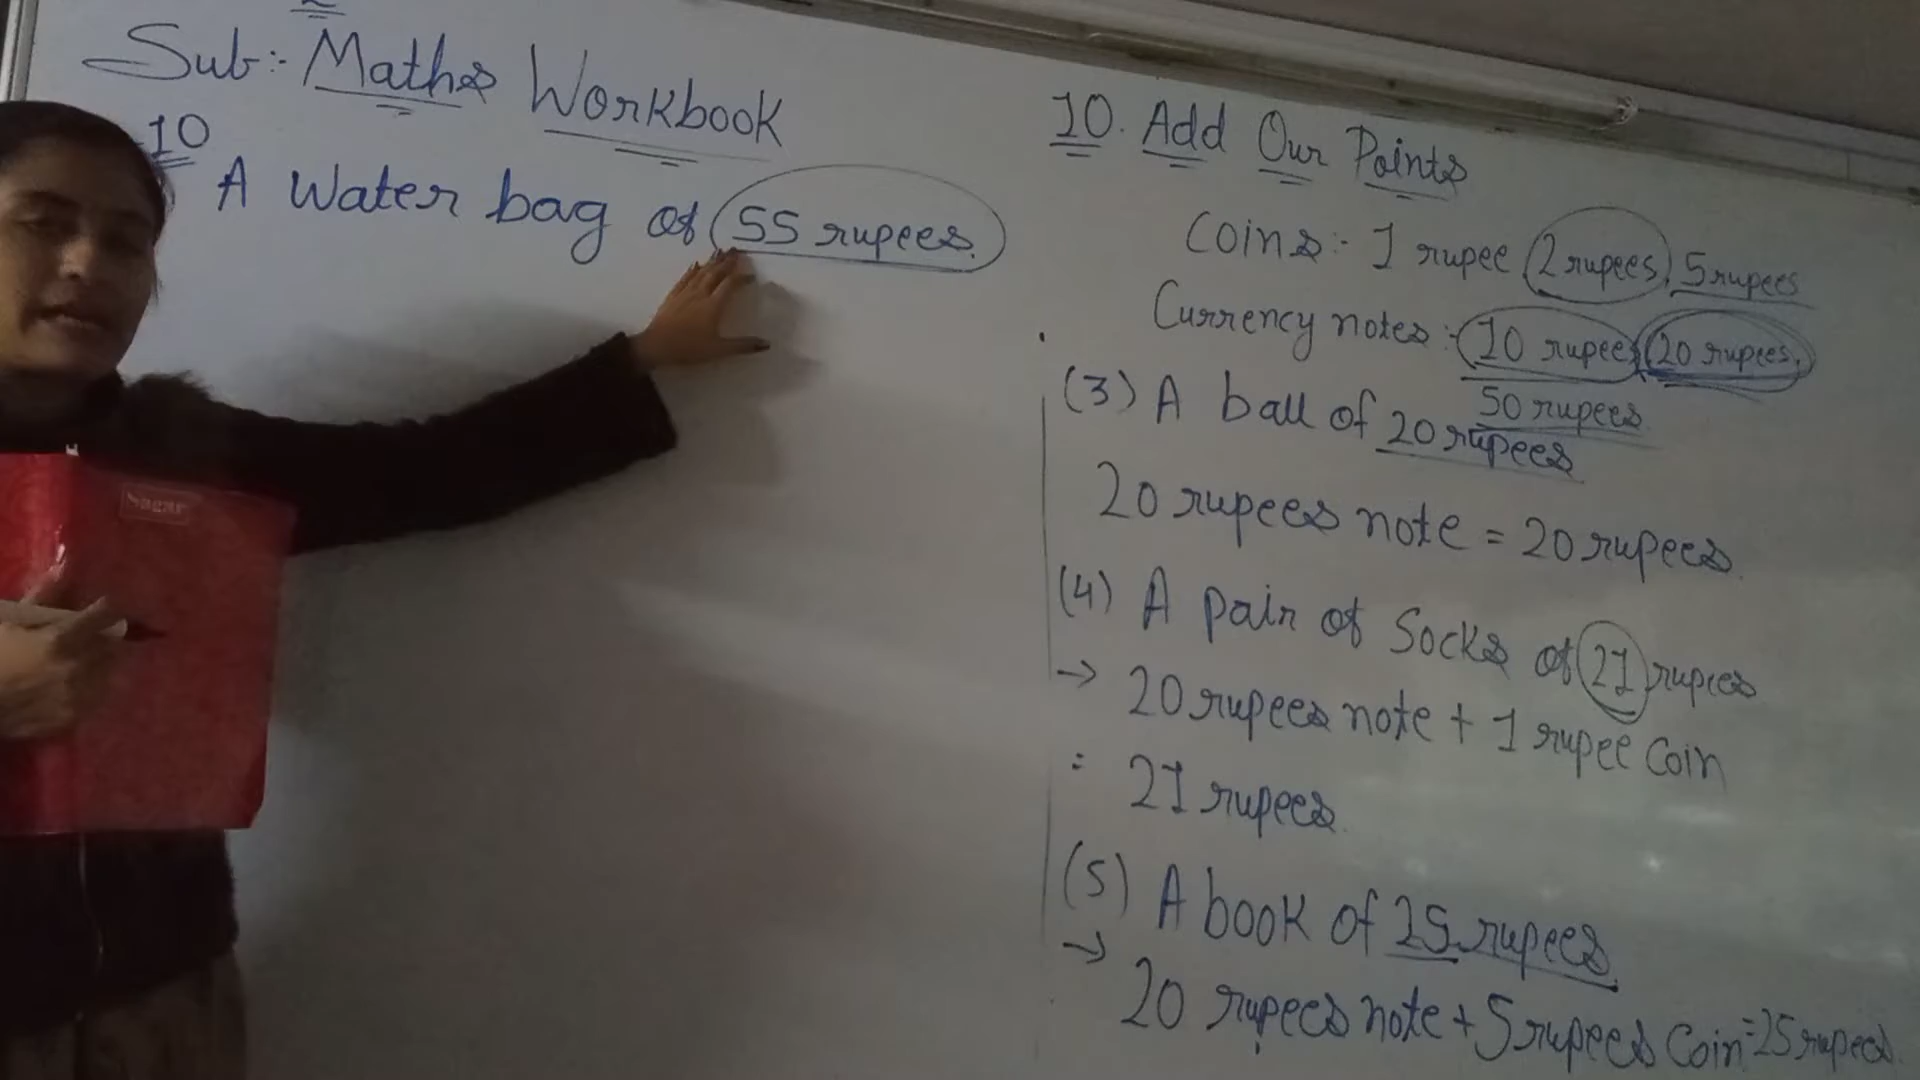 Sub:- Maths Workbook
10
A Water bag of 55 rupees.
10. Add Our Points
Coins:- 1 rupee 2 rupees, 5 rupees
Currency notes:- 10 rupees, 20 rupees,
50 rupees
(3) A ball of 20 rupees
20 rupees note = 20 rupees.
(4) A pair of Socks of 21 rupees
→ 20 rupees note + 1 rupee Coin
= 21 rupees.
(5) A book of 25 rupees
→ 20 rupees note + 5 rupees Coin = 25 rupees.
Sagar